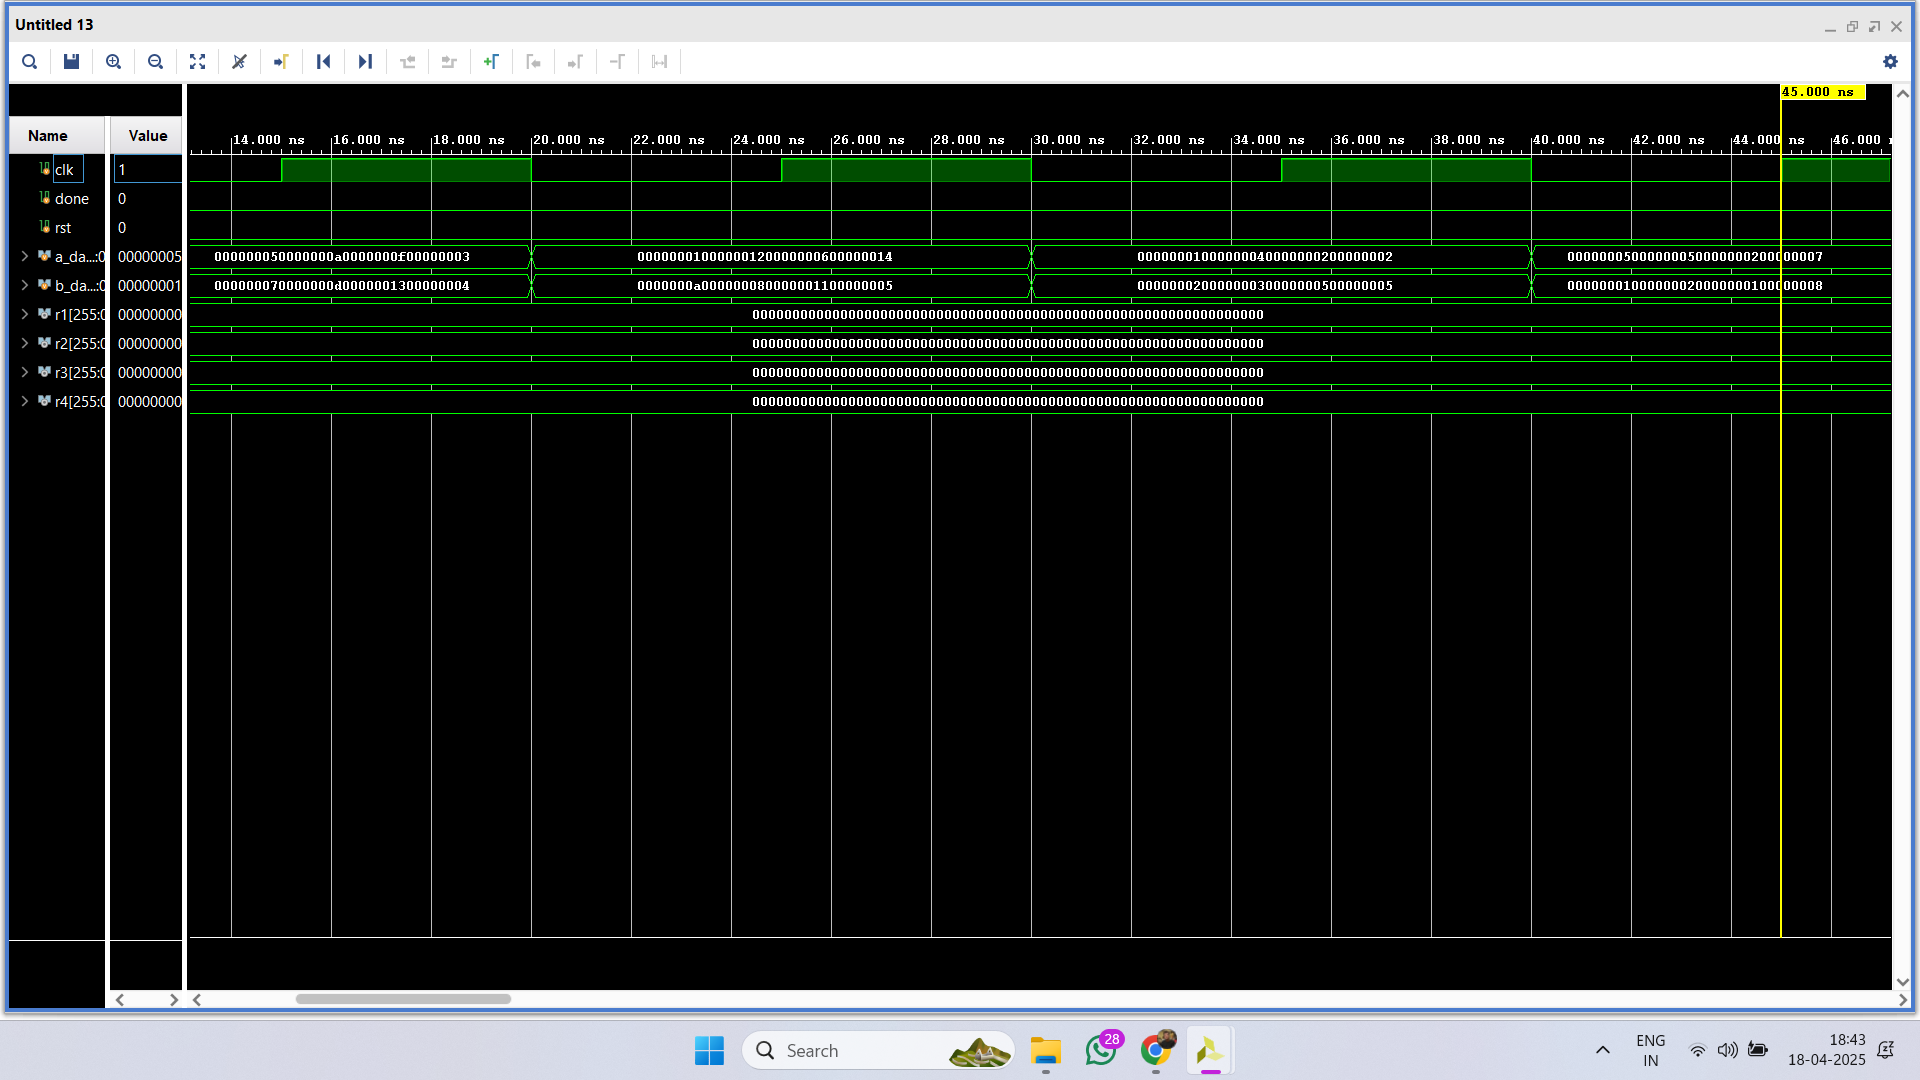 Untitled 13
45.000 ns
Name Value
14.000 ns 16.000 ns 18.000 ns 20.000 ns 22.000 ns 24.000 ns 26.000 ns 28.000 ns 30.000 ns 32.000 ns 34.000 ns 36.000 ns 38.000 ns 40.000 ns 42.000 ns 44.000 ns 46.000
clk 1
done 0
rst 0
a_da...:0 00000005 000000050000000a0000000f00000003 00000001000000120000000600000014 00000001000000040000000200000002 00000005000000050000000200000007
b_da...:0 00000001 000000070000000d0000001300000004 0000000a000000080000001100000005 00000002000000030000000500000005 00000001000000020000000100000008
r1[255:0 00000000 0000000000000000000000000000000000000000000000000000000000000000
r2[255:0 00000000 0000000000000000000000000000000000000000000000000000000000000000
r3[255:0 00000000 0000000000000000000000000000000000000000000000000000000000000000
r4[255:0 00000000 0000000000000000000000000000000000000000000000000000000000000000
Search
28
ENG
IN
18:43
18-04-2025